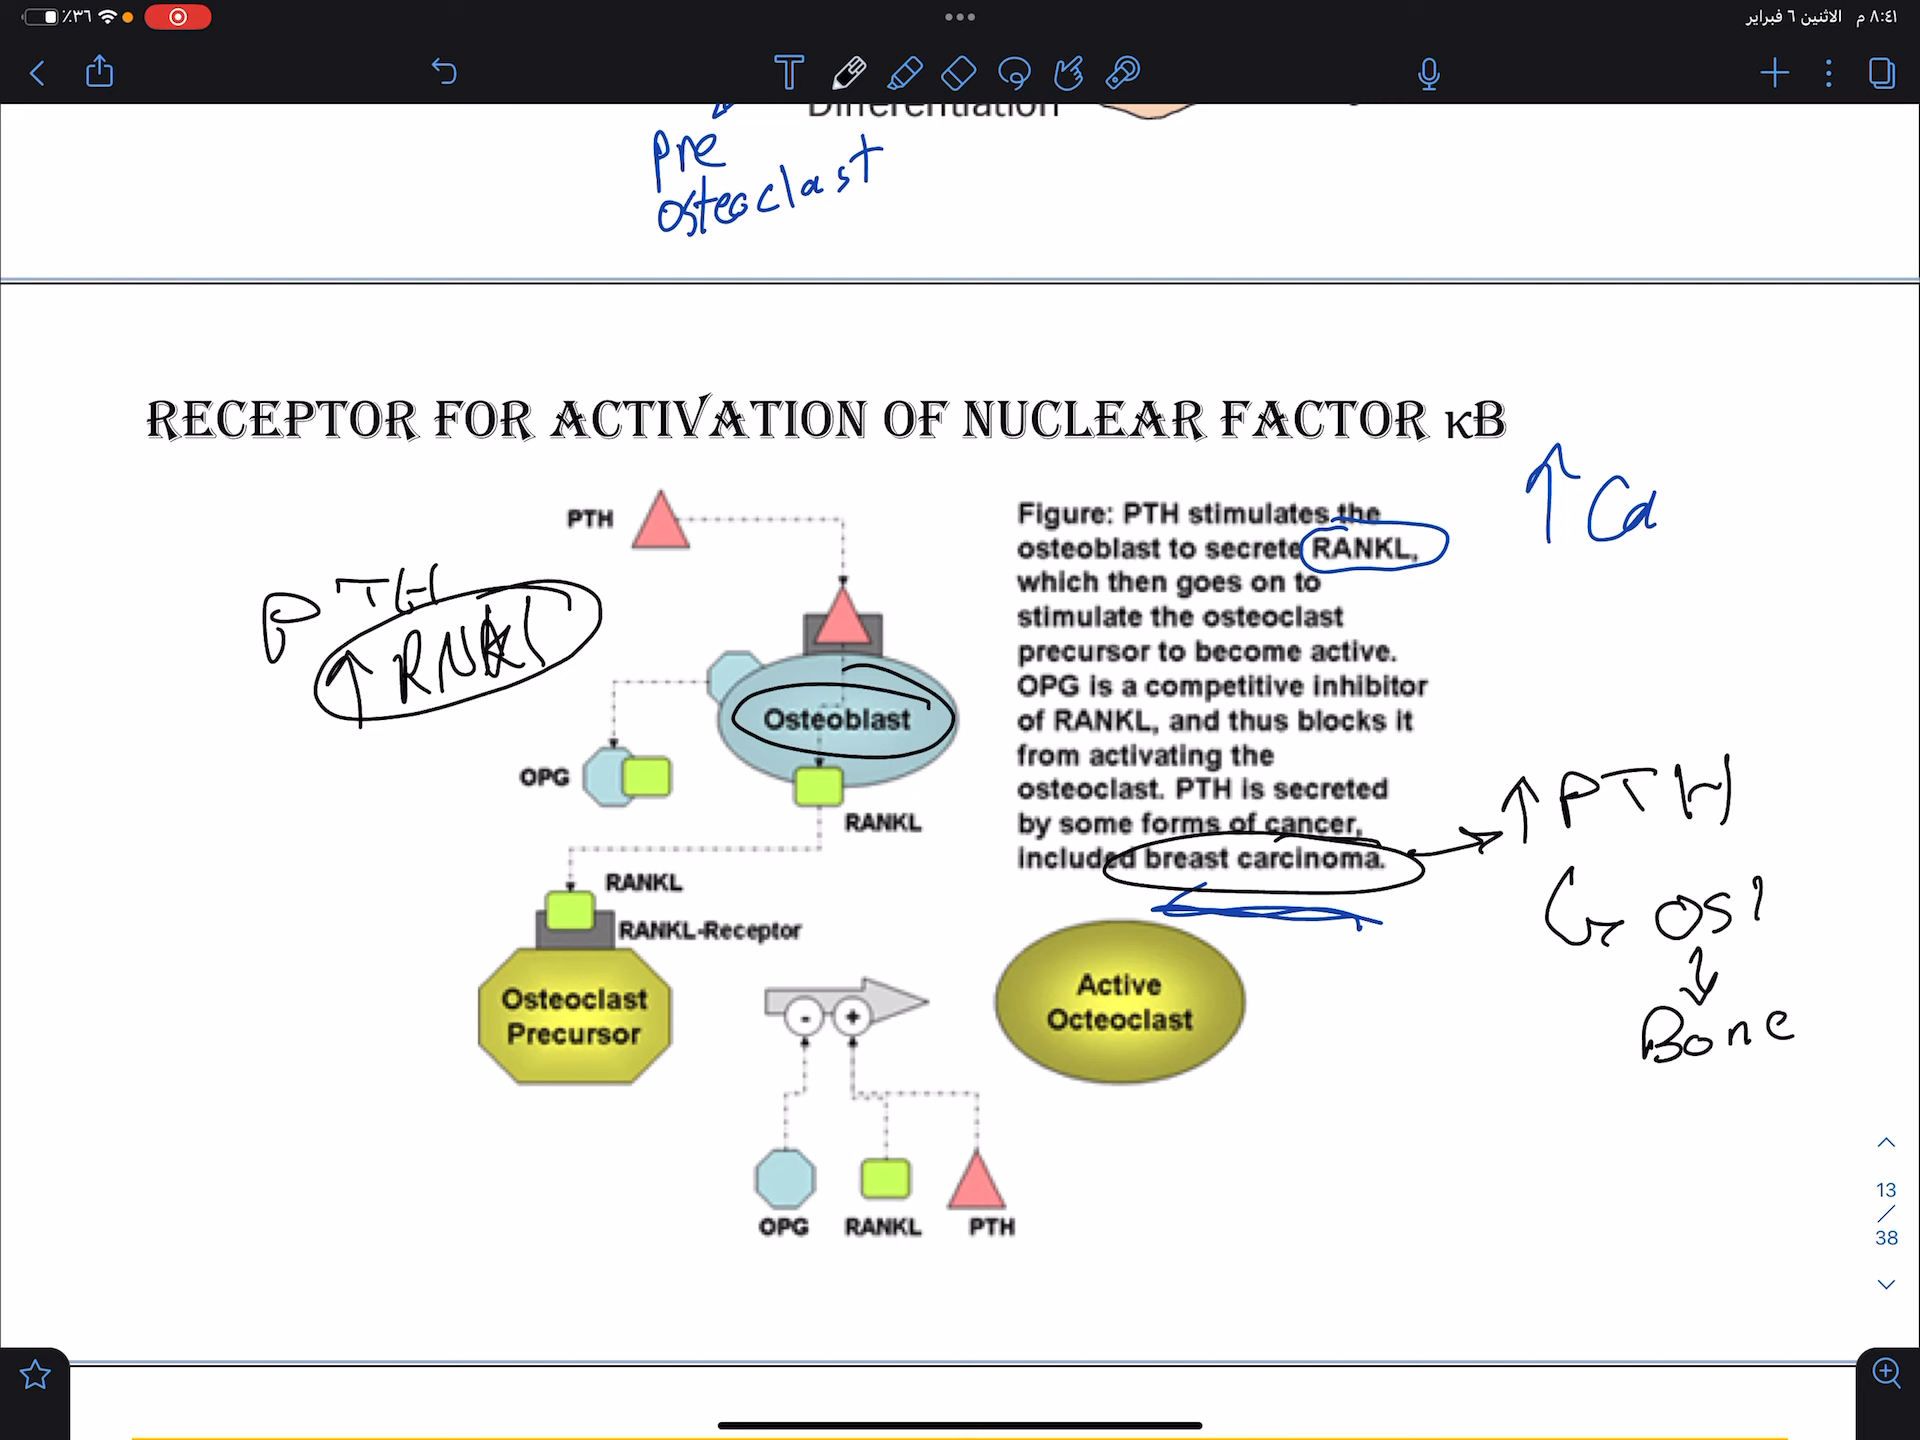 ٪٣٦
٨:٤١ م الاثنين ٦ فبراير
Differentiation
pre
osteoclast
RECEPTOR FOR ACTIVATION OF NUCLEAR FACTOR κB
↑ Ca
PTH
Figure: PTH stimulates the
osteoblast to secrete RANKL,
which then goes on to
stimulate the osteoclast
precursor to become active.
OPG is a competitive inhibitor
of RANKL, and thus blocks it
from activating the
osteoclast. PTH is secreted
by some forms of cancer,
included breast carcinoma.
PTH
Osteoblast
OPG
RANKL
↑ PTH
RANKL
RANKL-Receptor
Osteoclast
Precursor
- +
Active
Octeoclast
Bone
OPG RANKL PTH
13
/
38